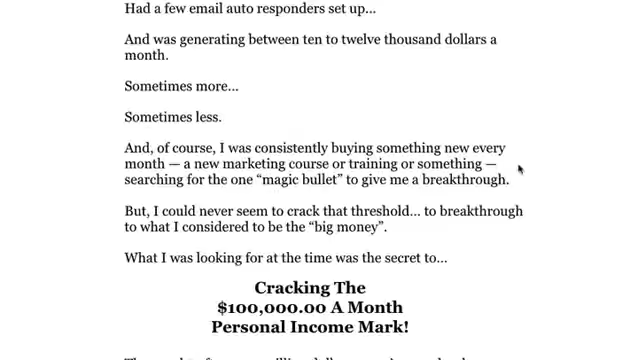 Had a few email auto responders set up...
And was generating between ten to twelve thousand dollars a
month.
Sometimes more...
Sometimes less.
And, of course, I was consistently buying something new every
month — a new marketing course or training or something —
searching for the one “magic bullet” to give me a breakthrough.
But, I could never seem to crack that threshold... to breakthrough
to what I considered to be the “big money”.
What I was looking for at the time was the secret to...
Cracking The
$100,000.00 A Month
Personal Income Mark!